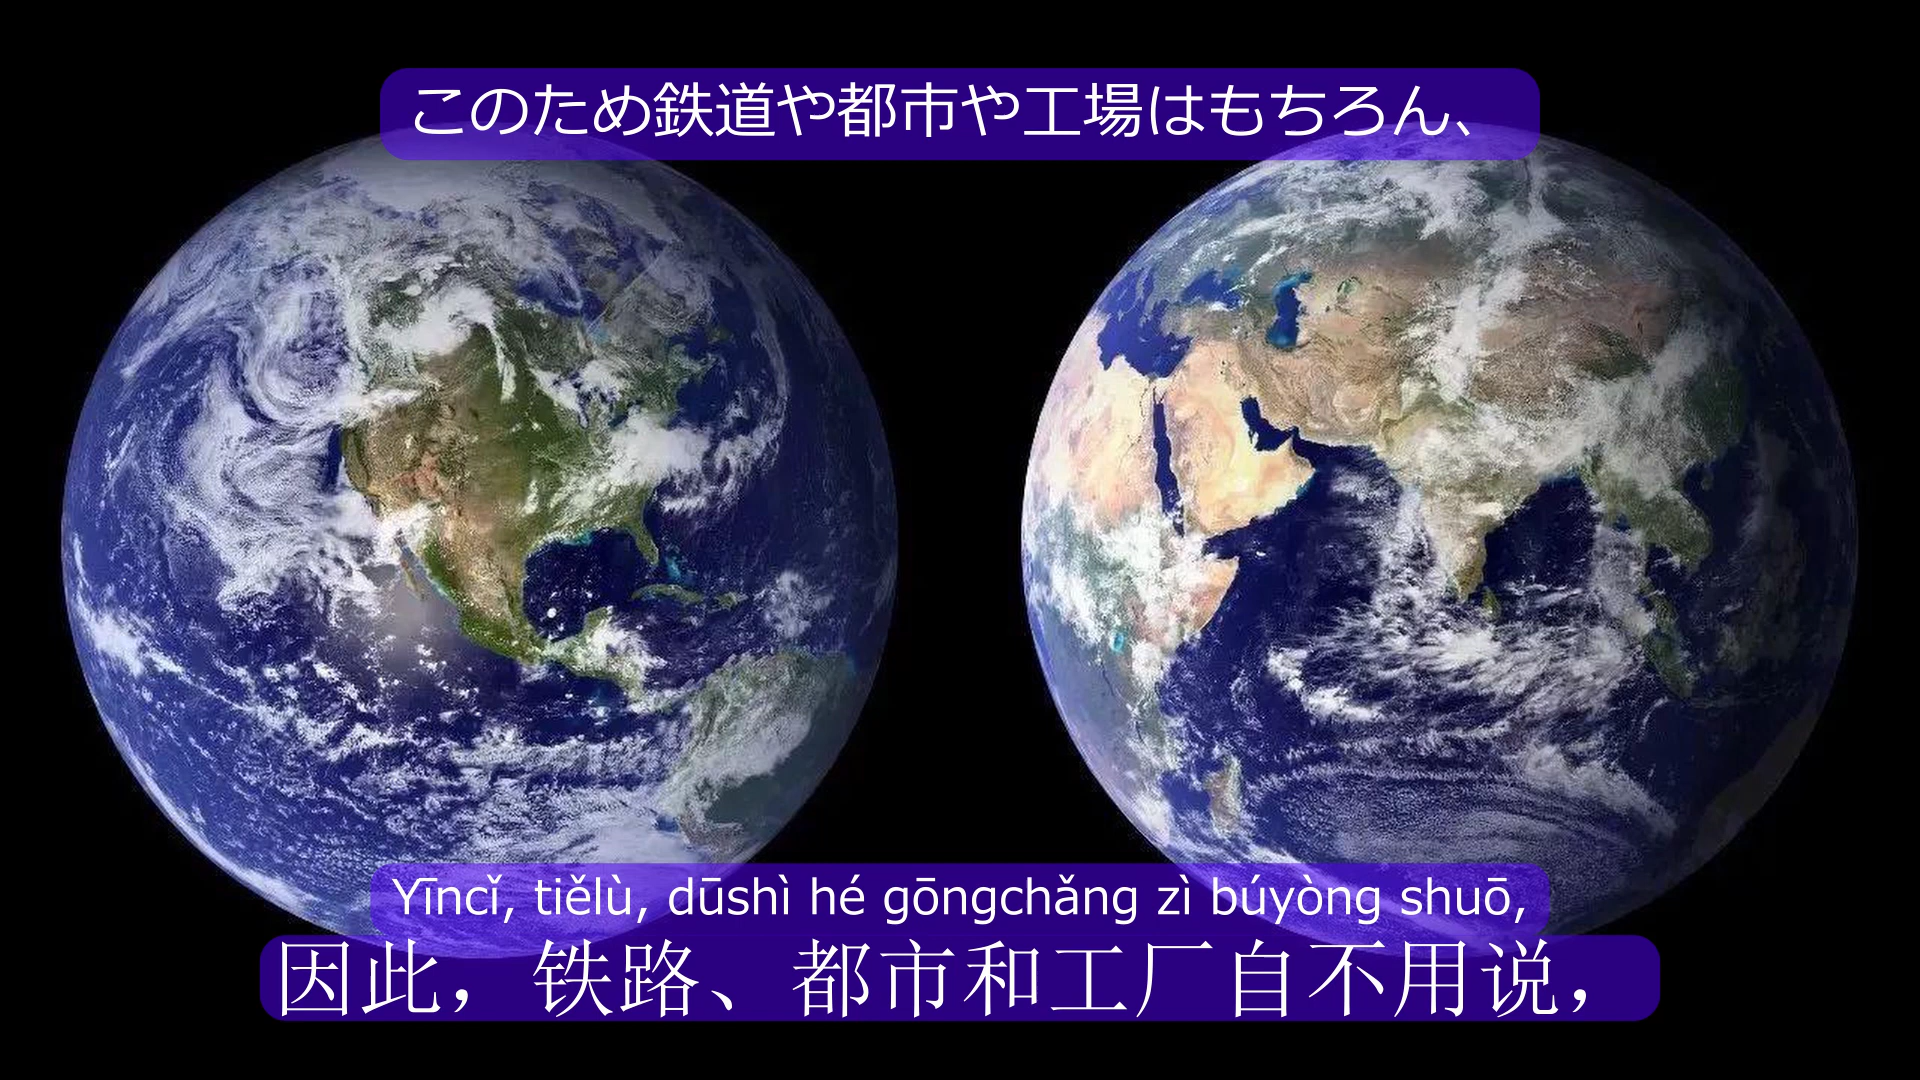 このため鉄道や都市や工場はもちろん、
Yīncǐ, tiělù, dūshì hé gōngchǎng zì búyòng shuō,
因此，铁路、都市和工厂自不用说，